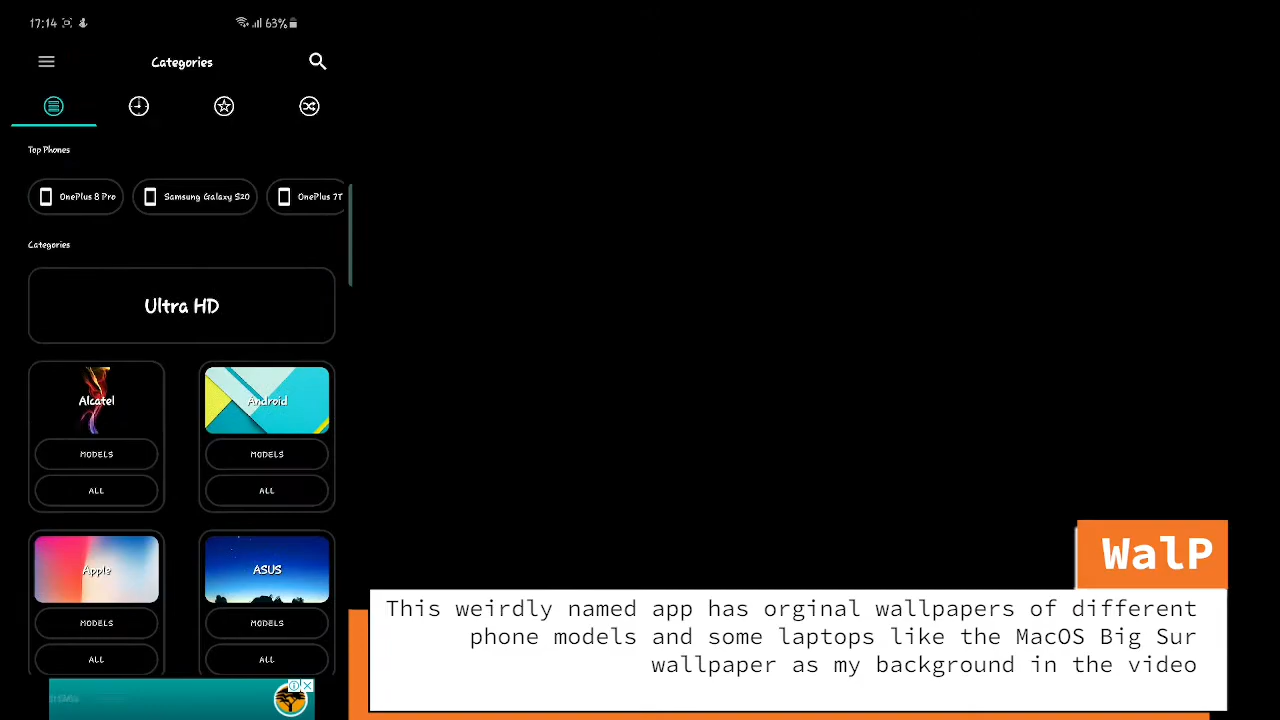 17:14 63%
Categories
Top Phones
OnePlus 8 Pro Samsung Galaxy S20 OnePlus 7T
Categories
Ultra HD
Alcatel Android
MODELS MODELS
ALL ALL
Apple ASUS
MODELS MODELS
ALL ALL
WalP
This weirdly named app has orginal wallpapers of different
phone models and some laptops like the MacOS Big Sur
wallpaper as my background in the video